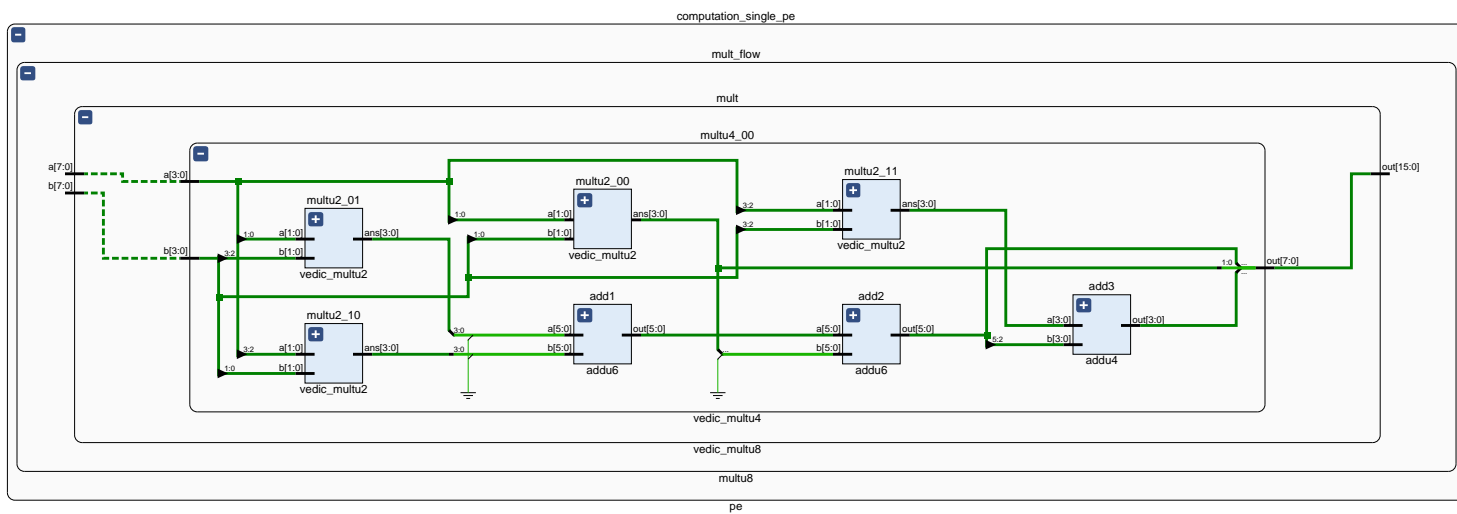 computation_single_pe
mult_flow
mult
multu4_00
a[7:0]
b[7:0]
a[3:0]
b[3:0]
multu2_01
1:0
a[1:0]
3:2
b[1:0]
ans[3:0]
vedic_multu2
multu2_00
1:0
a[1:0]
1:0
b[1:0]
ans[3:0]
vedic_multu2
multu2_11
3:2
a[1:0]
3:2
b[1:0]
ans[3:0]
vedic_multu2
out[15:0]
1:0
...
...
out[7:0]
multu2_10
3:2
a[1:0]
1:0
b[1:0]
ans[3:0]
vedic_multu2
add1
3:0
a[5:0]
3:0
b[5:0]
out[5:0]
addu6
add2
a[5:0]
...
b[5:0]
out[5:0]
addu6
add3
a[3:0]
5:2
b[3:0]
out[3:0]
addu4
vedic_multu4
vedic_multu8
multu8
pe